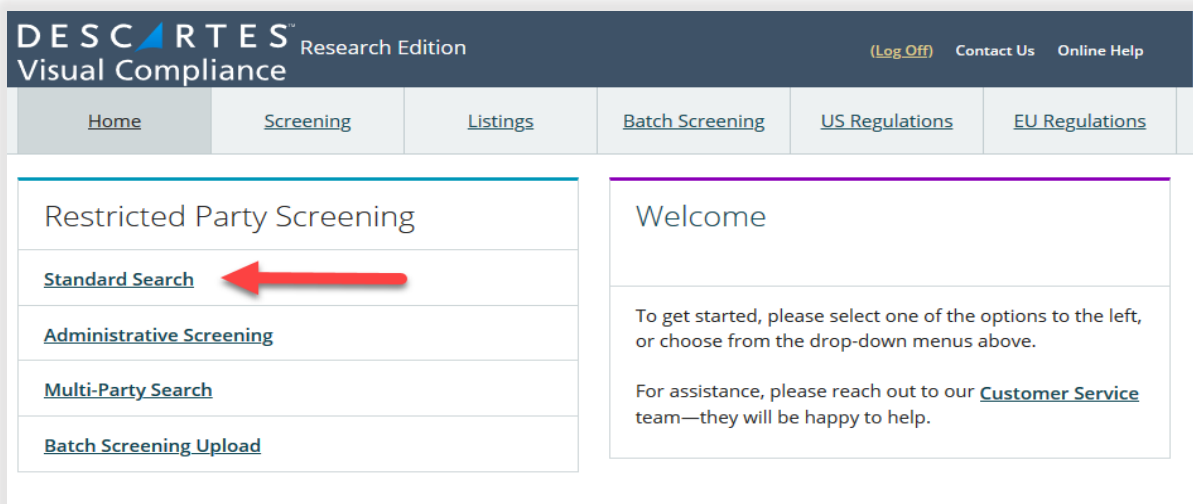 DESCARTES™ Research Edition
Visual Compliance
(Log Off) Contact Us Online Help
Home Screening Listings Batch Screening US Regulations EU Regulations
Restricted Party Screening
Standard Search
Administrative Screening
Multi-Party Search
Batch Screening Upload
Welcome
To get started, please select one of the options to the left,
or choose from the drop-down menus above.
For assistance, please reach out to our Customer Service
team—they will be happy to help.